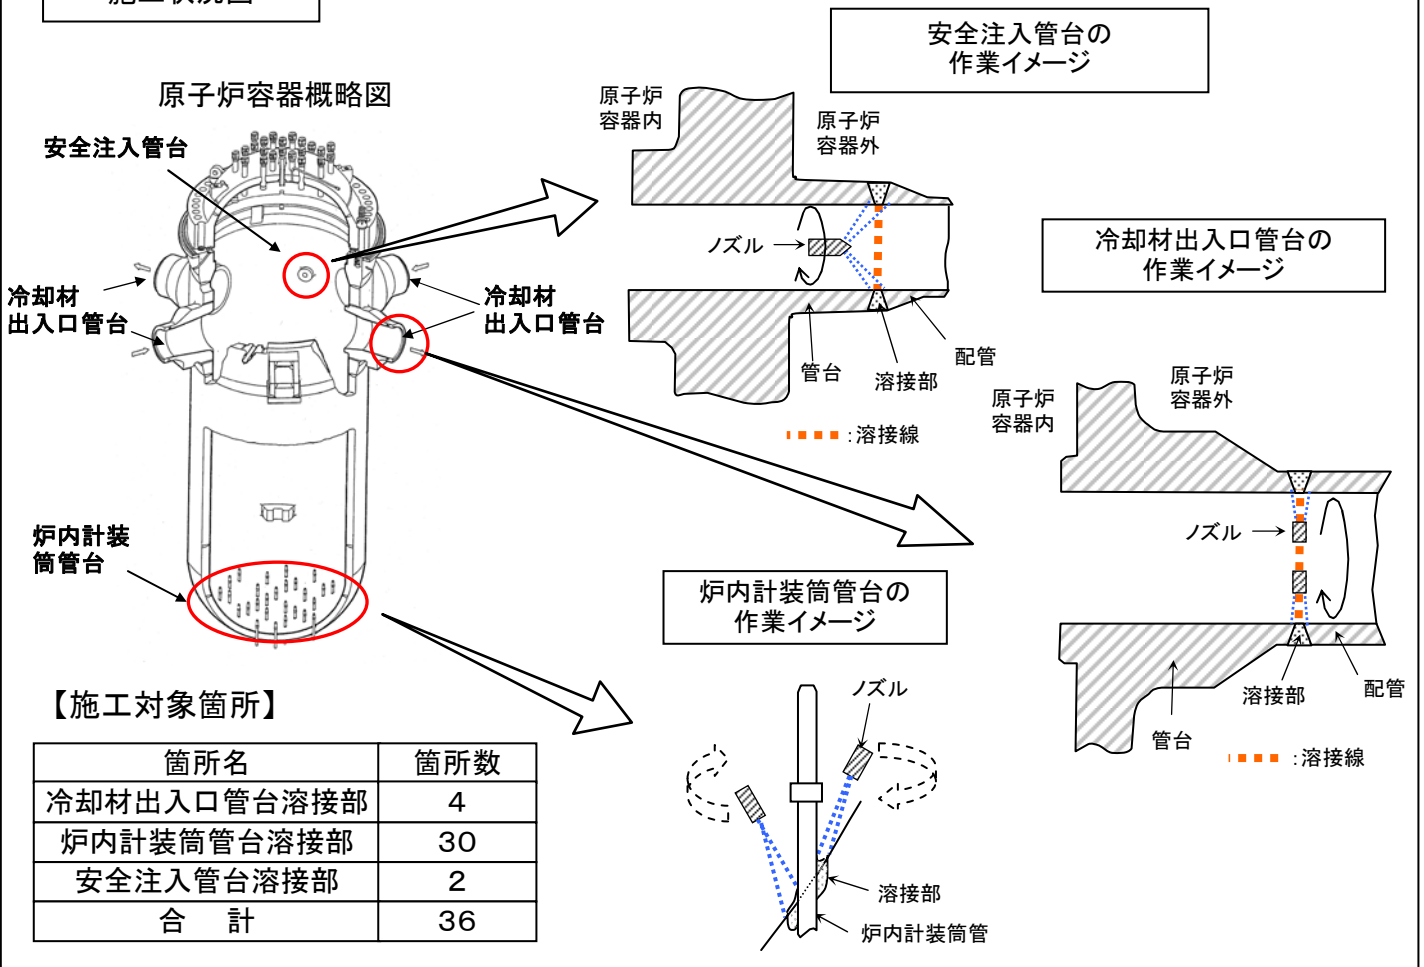 安全注入管台の
作業イメージ
原子炉容器概略図
安全注入管台
冷却材
出入口管台
冷却材
出入口管台
炉内計装
筒管台
原子炉
容器内
原子炉
容器外
ノズル
管台
溶接部
配管
:溶接線
冷却材出入口管台の
作業イメージ
原子炉
容器内
原子炉
容器外
ノズル
溶接部
配管
管台
:溶接線
炉内計装筒管台の
作業イメージ
ノズル
溶接部
炉内計装筒管
【施工対象箇所】
箇所名 箇所数
冷却材出入口管台溶接部 4
炉内計装筒管台溶接部 30
安全注入管台溶接部 2
合 計 36